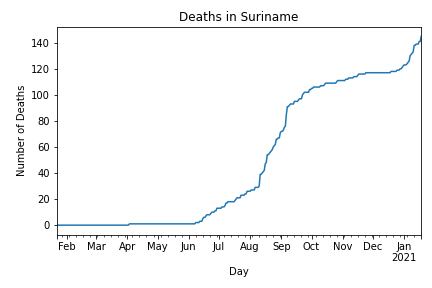 Deaths in Suriname
140
120
100
80
60
40
20
0
Number of Deaths
Feb Mar Apr May Jun Jul Aug Sep Oct Nov Dec Jan
2021
Day